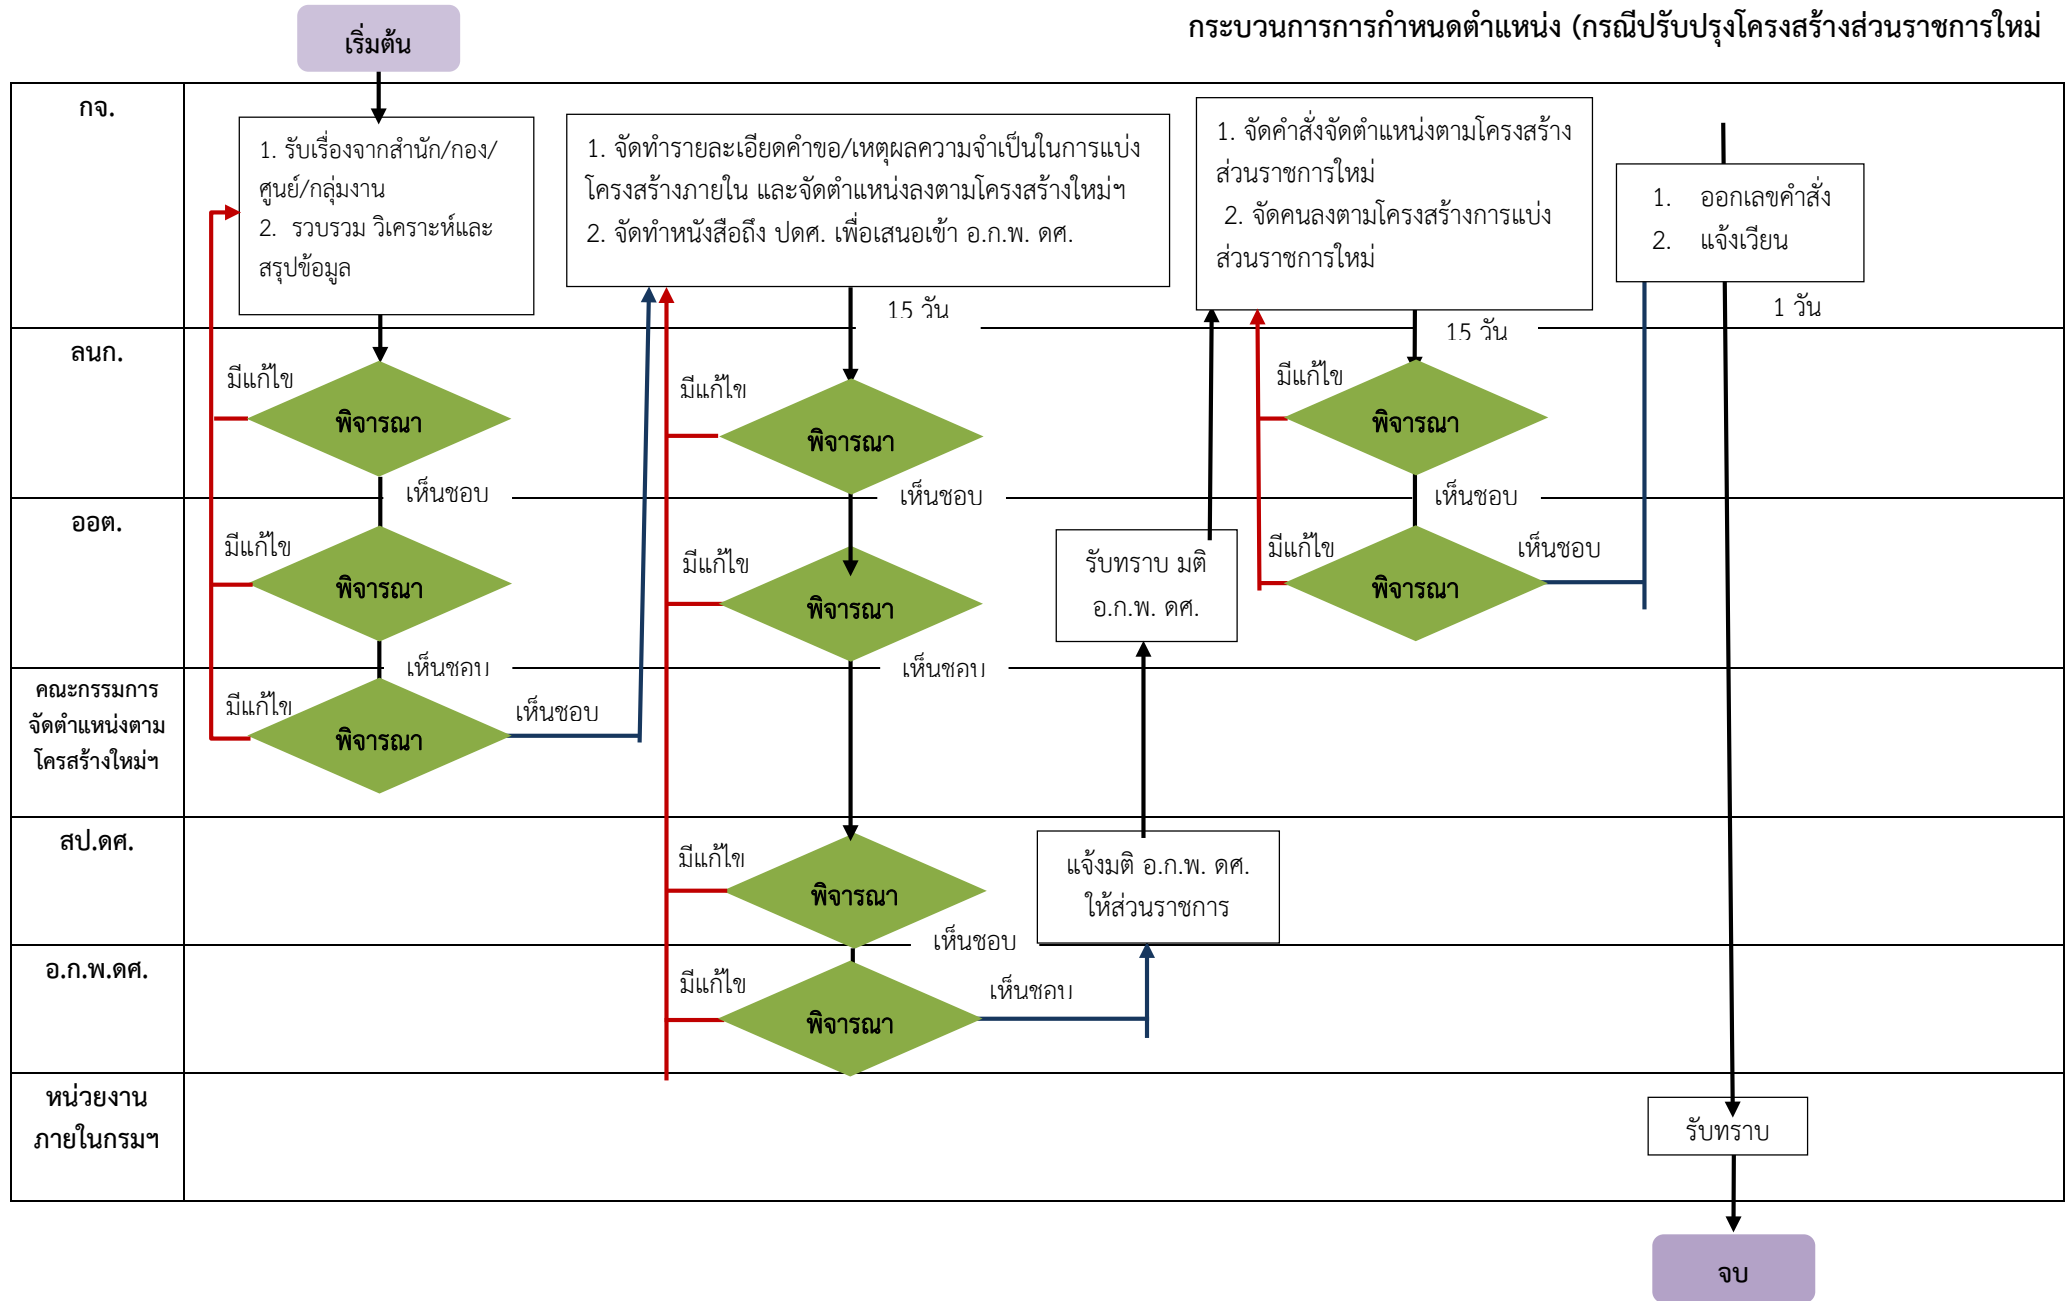 กระบวนการการกำหนดตำแหน่ง (กรณีปรับปรุงโครงสร้างส่วนราชการใหม่
เริ่มต้น
กจ.
1. รับเรื่องจากสำนัก/กอง/
ศูนย์/กลุ่มงาน
2. รวบรวม วิเคราะห์และ
สรุปข้อมูล
1. จัดทำรายละเอียดคำขอ/เหตุผลความจำเป็นในการแบ่ง
โครงสร้างภายใน และจัดตำแหน่งลงตามโครงสร้างใหม่ฯ
2. จัดทำหนังสือถึง ปดศ. เพื่อเสนอเข้า อ.ก.พ. ดศ.
15 วัน
1. จัดคำสั่งจัดตำแหน่งตามโครงสร้าง
ส่วนราชการใหม่
2. จัดคนลงตามโครงสร้างการแบ่ง
ส่วนราชการใหม่
15 วัน
1. ออกเลขคำสั่ง
2. แจ้งเวียน
1 วัน
ลนก.
มีแก้ไข
พิจารณา
เห็นชอบ
มีแก้ไข
พิจารณา
เห็นชอบ
มีแก้ไข
พิจารณา
เห็นชอบ
ออต.
มีแก้ไข
พิจารณา
เห็นชอบ
มีแก้ไข
พิจารณา
เห็นชอบ
รับทราบ มติ
อ.ก.พ. ดศ.
มีแก้ไข
พิจารณา
เห็นชอบ
คณะกรรมการ
จัดตำแหน่งตาม
โครสร้างใหม่ฯ
มีแก้ไข
พิจารณา
เห็นชอบ
สป.ดศ.
มีแก้ไข
พิจารณา
เห็นชอบ
แจ้งมติ อ.ก.พ. ดศ.
ให้ส่วนราชการ
อ.ก.พ.ดศ.
มีแก้ไข
พิจารณา
เห็นชอบ
หน่วยงาน
ภายในกรมฯ
รับทราบ
จบ